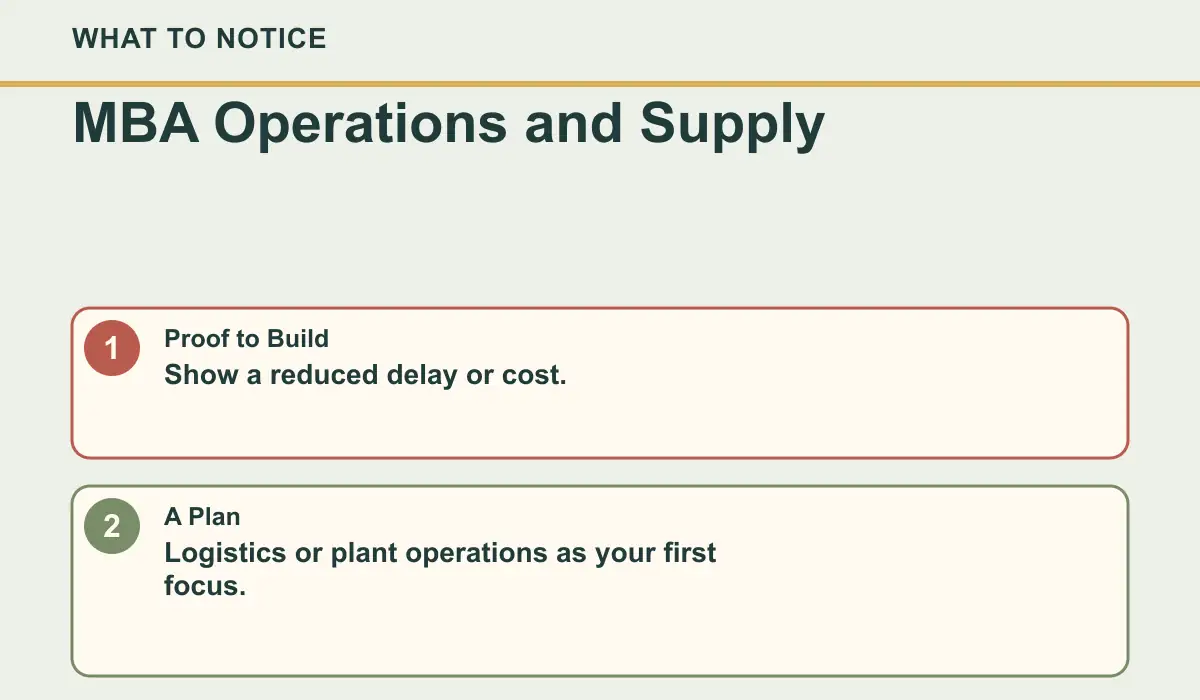 WHAT TO NOTICE
MBA Operations and Supply
1
Proof to Build
Show a reduced delay or cost.
2
A Plan
Logistics or plant operations as your first
focus.